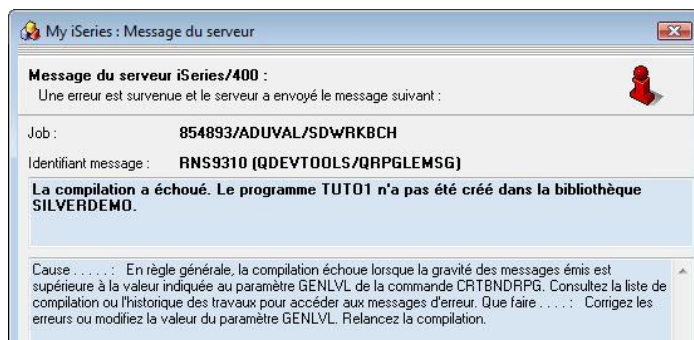 My iSeries : Message du serveur
Message du serveur iSeries/400 :
Une erreur est survenue et le serveur a envoyé le message suivant :
Job : 854893/ADUVAL/SDWRKBCH
Identifiant message : RNS9310 (QDEVTOOLS/QRPGLEMSG)
La compilation a échoué. Le programme TUTO1 n'a pas été créé dans la bibliothèque
SILVERDEMO.
Cause . . . . . : En règle générale, la compilation échoue lorsque la gravité des messages émis est
supérieure à la valeur indiquée au paramètre GENLVL de la commande CRTBNDRPG. Consultez la liste de
compilation ou l'historique des travaux pour accéder aux messages d'erreur. Que faire . . . . : Corrigez les
erreurs ou modifiez la valeur du paramètre GENLVL. Relancez la compilation.